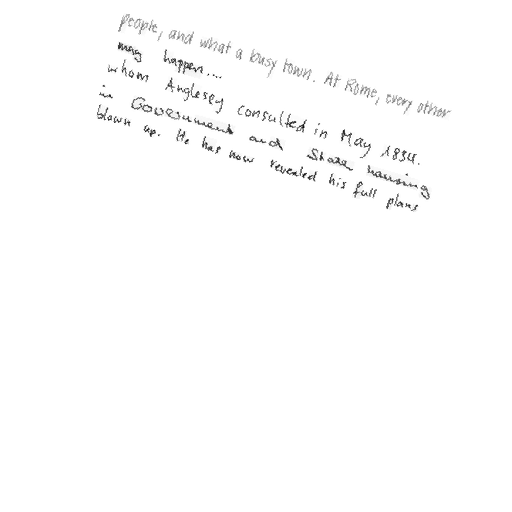 people, and what a busy town. At Rome, every other
may happen....
whom Anglesey consulted in May 1834.
in Government and Share housing
blown up. He has now revealed his full plans